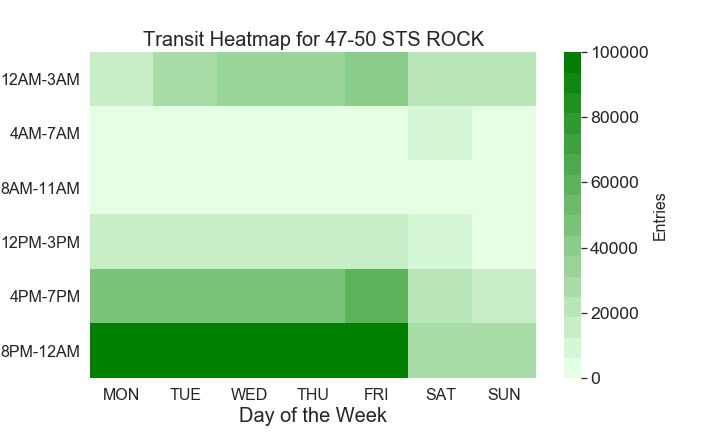 Transit Heatmap for 47-50 STS ROCK
12AM-3AM
4AM-7AM
8AM-11AM
12PM-3PM
4PM-7PM
8PM-12AM
MON TUE WED THU FRI SAT SUN
Day of the Week
100000
80000
60000
40000
20000
0
Entries